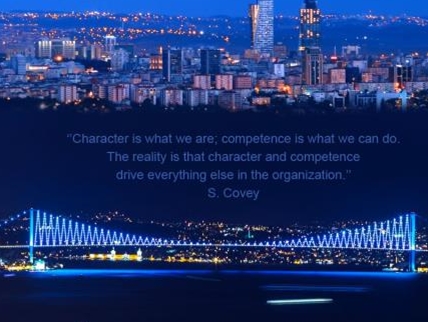 “Character is what we are; competence is what we can do.
The reality is that character and competence
drive everything else in the organization.”
S. Covey